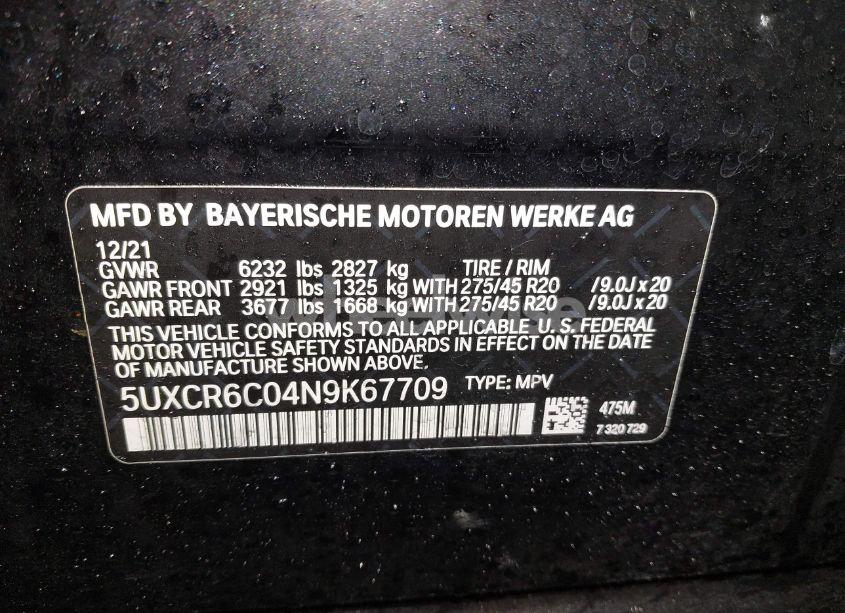 MFD BY BAYERISCHE MOTOREN WERKE AG
12/21
GVWR 6232 lbs 2827 kg TIRE / RIM
GAWR FRONT 2921 lbs 1325 kg WITH 275/45 R20 /9.0J x 20
GAWR REAR 3677 lbs 1668 kg WITH 275/45 R20 /9.0J x 20
THIS VEHICLE CONFORMS TO ALL APPLICABLE U. S. FEDERAL
MOTOR VEHICLE SAFETY STANDARDS IN EFFECT ON THE DATE
OF MANUFACTURE SHOWN ABOVE.
5UXCR6C04N9K67709 TYPE: MPV
475M
7 320 729